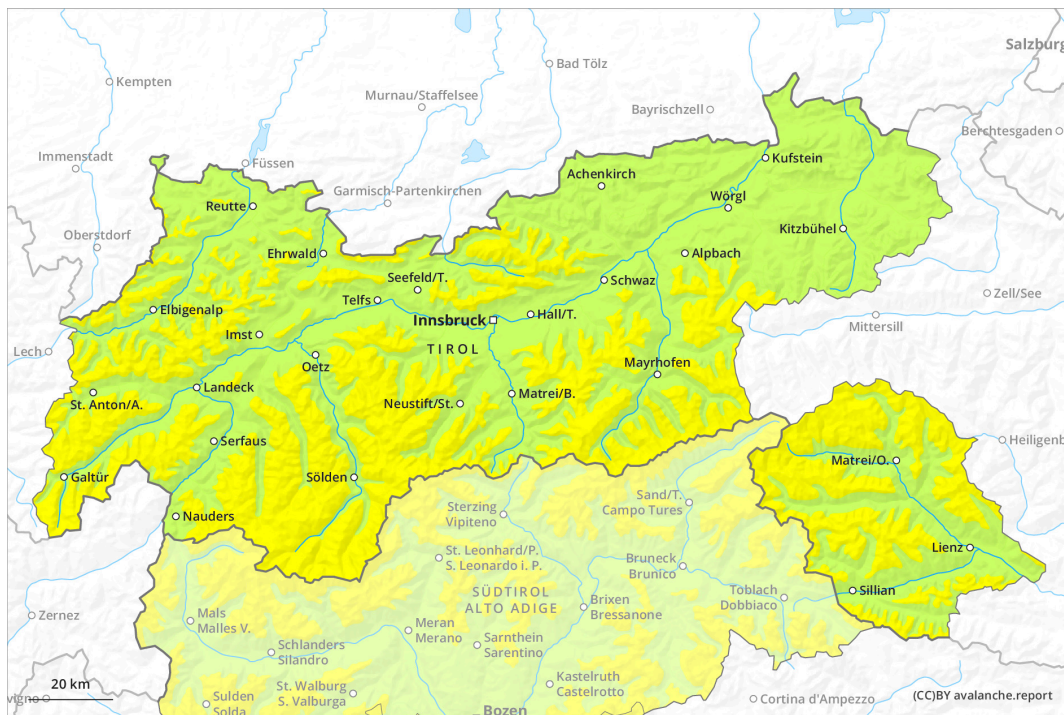 Salzburg
Kempten
Bad Tölz
Murnau/Staffelsee
Bayrischzell
Berchtesgaden
Immenstadt
Füssen
Kufstein
Achenkirch
Garmisch-Partenkirchen
Reutte
Wörgl
Oberstdorf
Kitzbühel
Ehrwald
Alpbach
Seefeld/T.
Schwaz
Zell/See
Telfs
Elbigenalp
Innsbruck
Hall/T.
Mittersill
Imst
Lech
TIROL
Oetz
Mayrhofen
Landeck
St. Anton/A.
Neustift/St.
Matrei/B.
Serfaus
Heiligenb
Matrei/O.
Galtür
Sölden
Sand/T.
Campo Tures
Sterzing
Vipiteno
Nauders
Lienz
St. Leonhard/P.
S. Leonardo i. P.
Bruneck
Brunico
SÜDTIROL
ALTO ADIGE
Toblach
Dobbiaco
Sillian
Brixen
Bressanone
Zernez
Mals
Malles V.
Meran
Merano
Schlanders
Silandro
Sarnthein
Sarentino
Kastelruth
Castelrotto
20 km
St. Walburg
S. Valburga
vigno
Sulden
Solda
Cortina d'Ampezzo
(CC)BY avalanche.report
Bozen